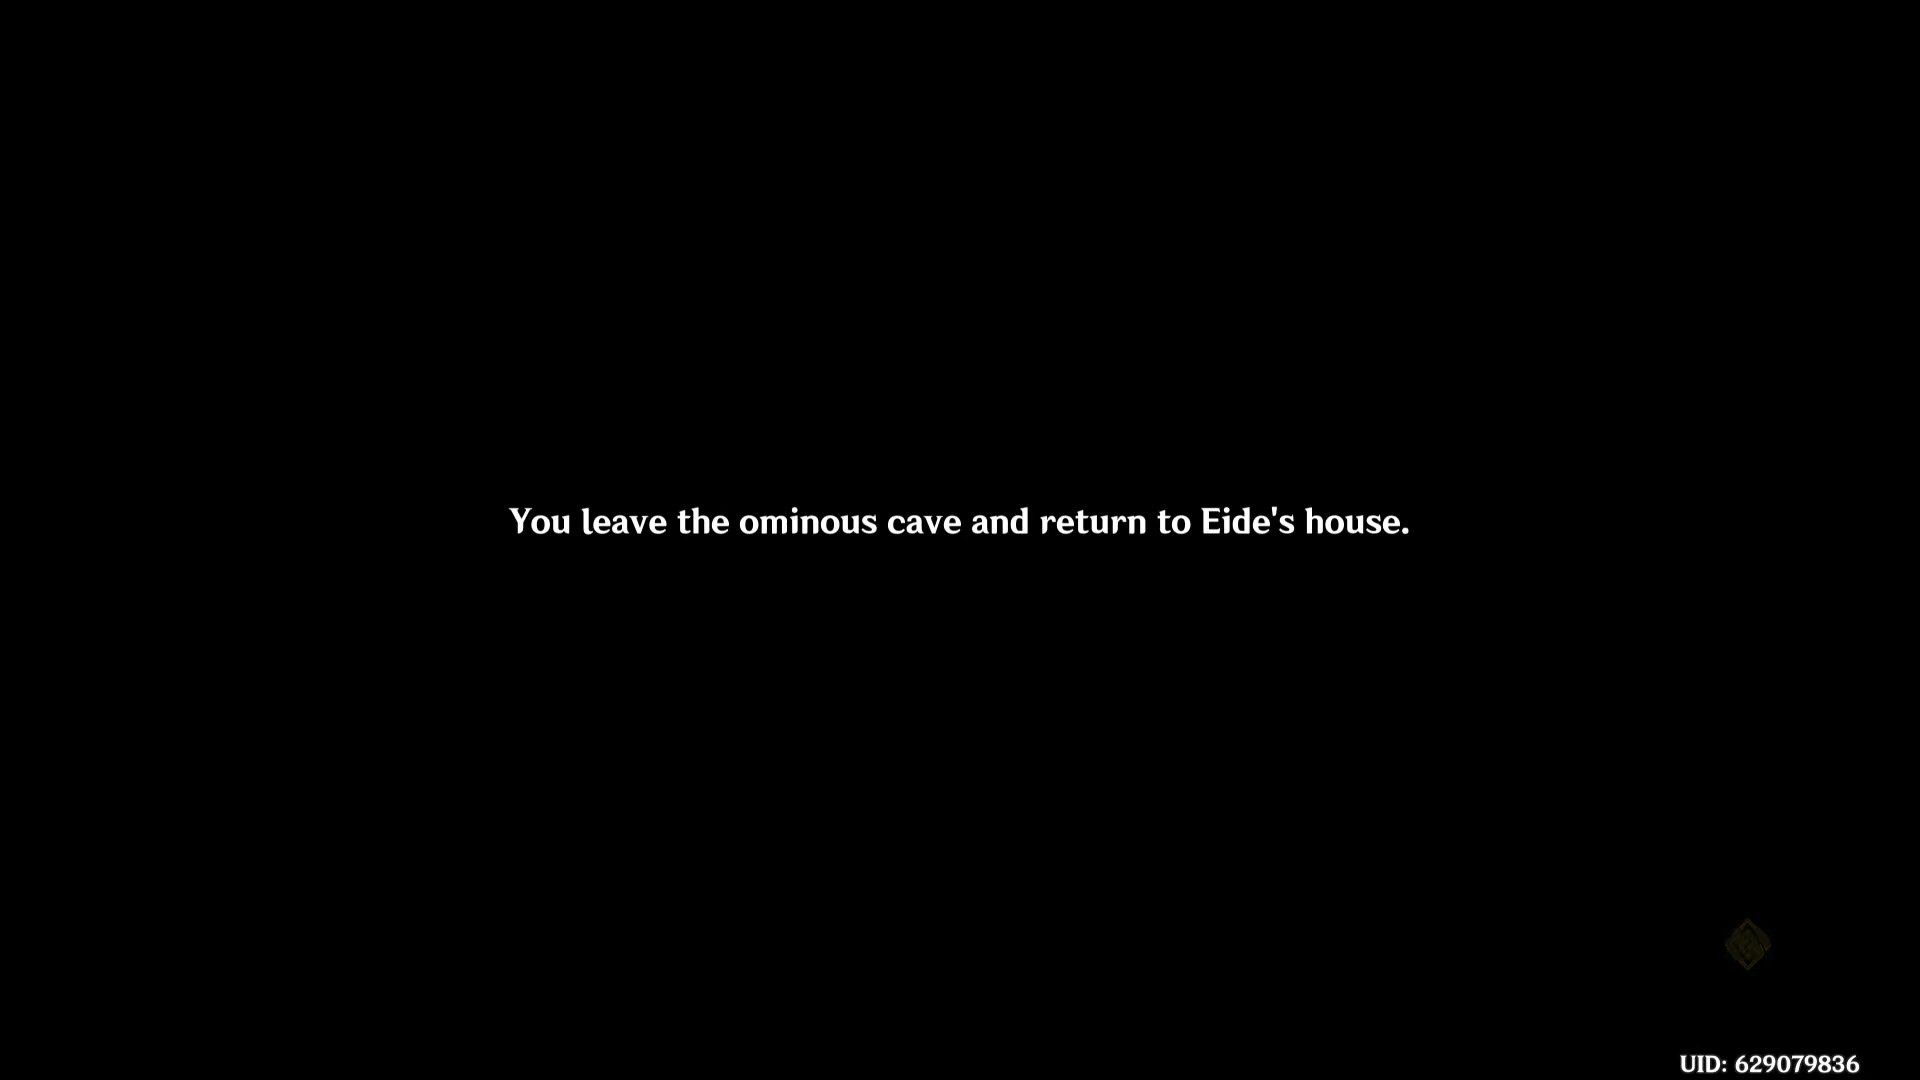 You leave the ominous cave and return to Eide's house.
UID: 629079836